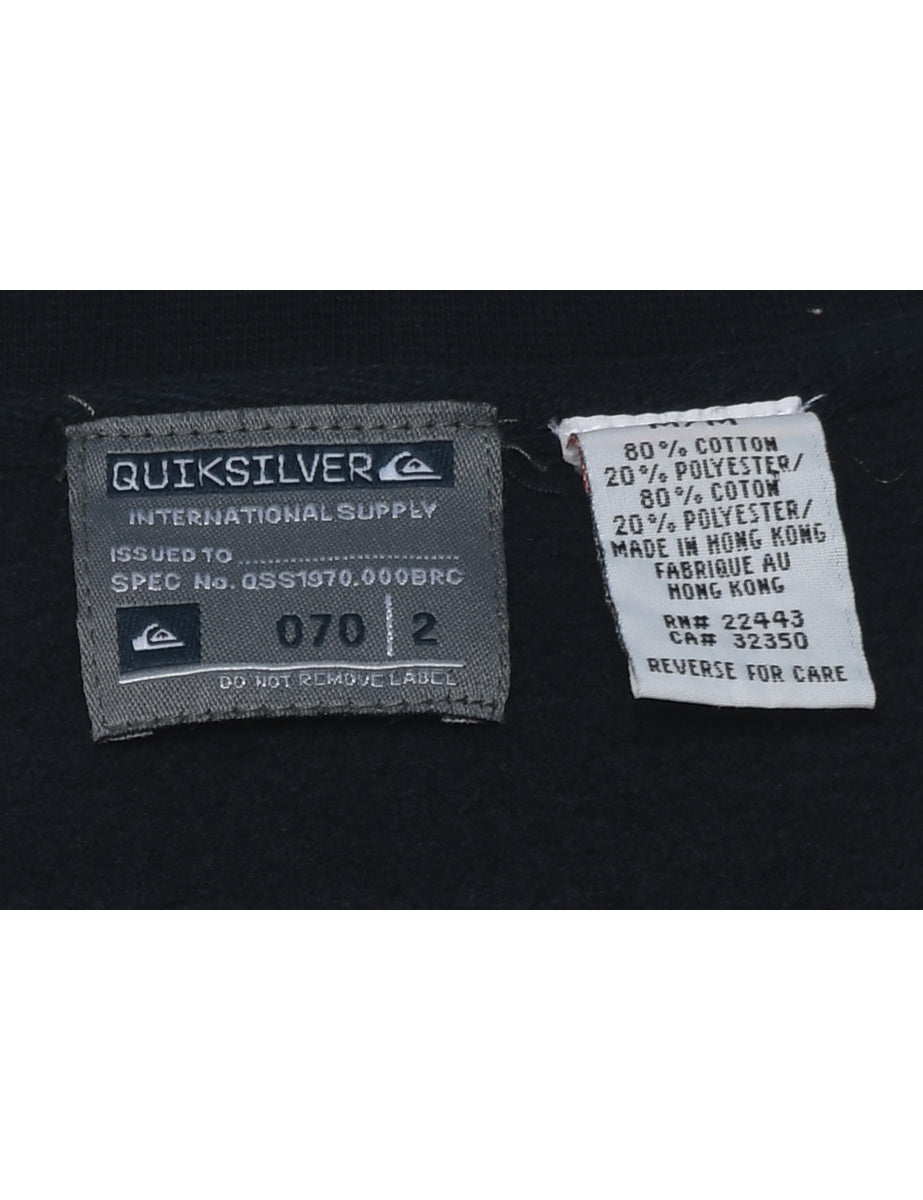 QUIKSILVER
INTERNATIONAL SUPPLY
ISSUED TO
SPEC No. QSS1970.000BRC
070 | 2
DO NOT REMOVE LABEL
M/M
80% COTTON
20% POLYESTER/
80% COTON
20% POLYESTER/
MADE IN HONG KONG
FABRIQUE AU
HONG KONG
RN# 22443
CA# 32350
REVERSE FOR CARE